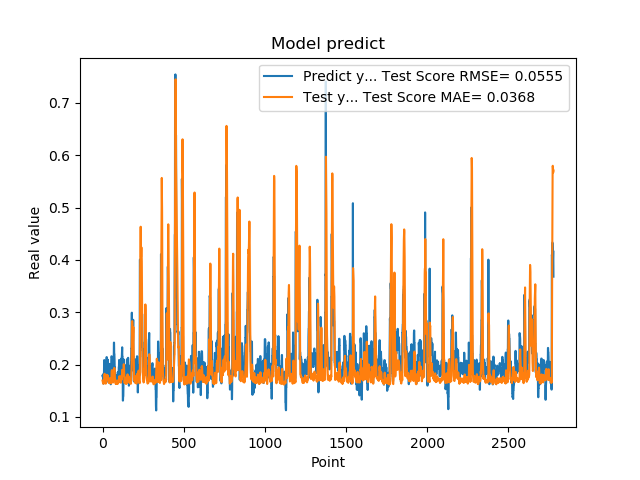 Model predict
Predict y... Test Score RMSE= 0.0555
Test y... Test Score MAE= 0.0368
Real value
0.7
0.6
0.5
0.4
0.3
0.2
0.1
0 500 1000 1500 2000 2500
Point